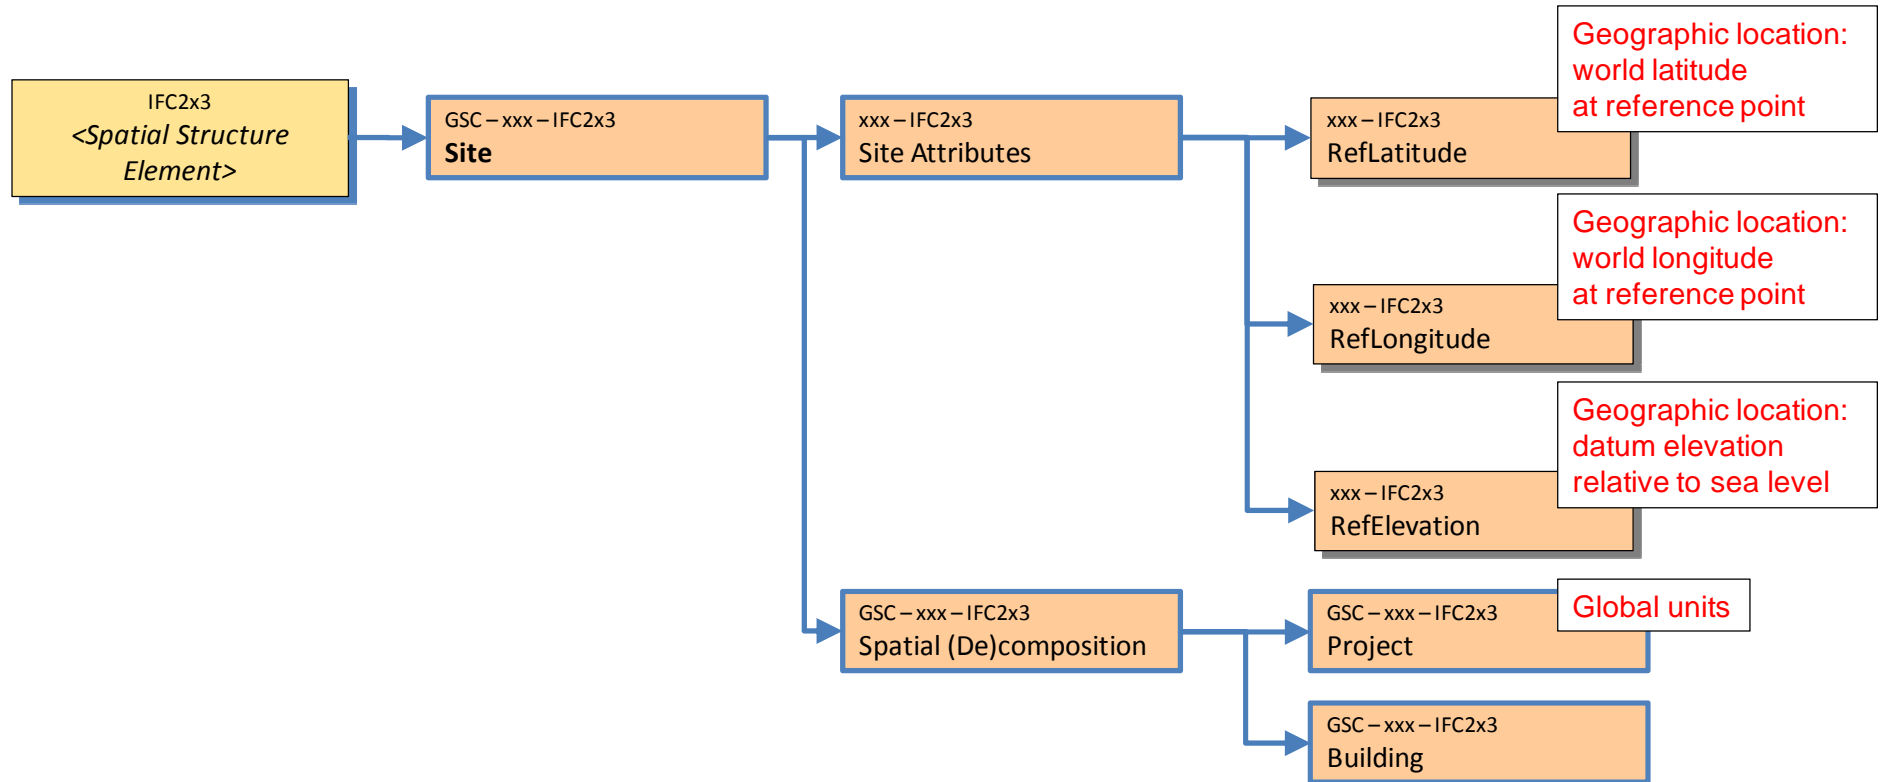 IFC2x3
<Spatial Structure
Element>
GSC – xxx – IFC2x3
Site
xxx – IFC2x3
Site Attributes
Geographic location:
world latitude
at reference point
xxx – IFC2x3
RefLatitude
Geographic location:
world longitude
at reference point
xxx – IFC2x3
RefLongitude
Geographic location:
datum elevation
relative to sea level
xxx – IFC2x3
RefElevation
GSC – xxx – IFC2x3
Spatial (De)composition
Global units
GSC – xxx – IFC2x3
Project
GSC – xxx – IFC2x3
Building